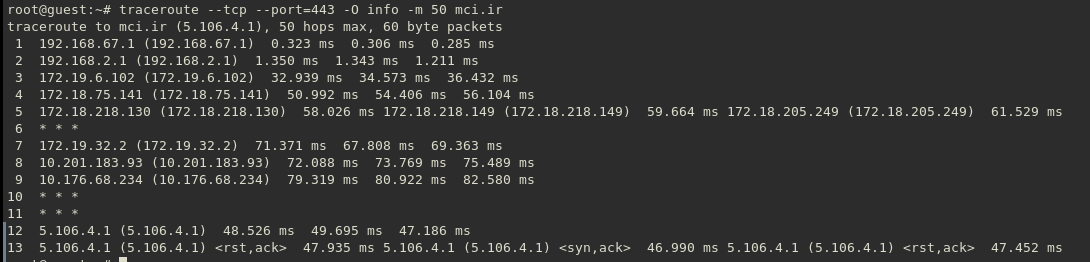 root@guest:~# traceroute --tcp --port=443 -O info -m 50 mci.ir
traceroute to mci.ir (5.106.4.1), 50 hops max, 60 byte packets
 1  192.168.67.1 (192.168.67.1)  0.323 ms  0.306 ms  0.285 ms
 2  192.168.2.1 (192.168.2.1)  1.350 ms  1.343 ms  1.211 ms
 3  172.19.6.102 (172.19.6.102)  32.939 ms  34.573 ms  36.432 ms
 4  172.18.75.141 (172.18.75.141)  50.992 ms  54.406 ms  56.104 ms
 5  172.18.218.130 (172.18.218.130)  58.026 ms 172.18.218.149 (172.18.218.149)  59.664 ms 172.18.205.249 (172.18.205.249)  61.529 ms
 6  * * *
 7  172.19.32.2 (172.19.32.2)  71.371 ms  67.808 ms  69.363 ms
 8  10.201.183.93 (10.201.183.93)  72.088 ms  73.769 ms  75.489 ms
 9  10.176.68.234 (10.176.68.234)  79.319 ms  80.922 ms  82.580 ms
10  * * *
11  * * *
12  5.106.4.1 (5.106.4.1)  48.526 ms  49.695 ms  47.186 ms
13  5.106.4.1 (5.106.4.1) <rst,ack>  47.935 ms 5.106.4.1 (5.106.4.1) <syn,ack>  46.990 ms 5.106.4.1 (5.106.4.1) <rst,ack>  47.452 ms